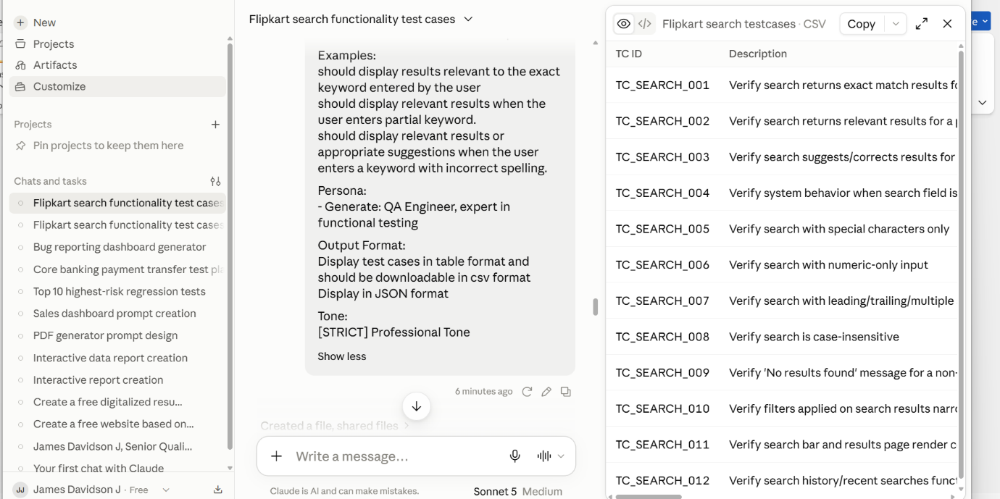 New
Projects
Artifacts
Customize
Projects
Pin projects to keep them here
Chats and tasks
Flipkart search functionality test cases
Flipkart search functionality test cases
Bug reporting dashboard generator
Core banking payment transfer test pla
Top 10 highest-risk regression tests
Sales dashboard prompt creation
PDF generator prompt design
Interactive data report creation
Interactive report creation
Create a free digitalized resu...
Create a free website based on...
James Davidson J, Senior Quali...
Your first chat with Claude
JJ James Davidson J · Free
Flipkart search functionality test cases
Examples:
should display results relevant to the exact
keyword entered by the user
should display relevant results when the
user enters partial keyword.
should display relevant results or
appropriate suggestions when the user
enters a keyword with incorrect spelling.
Persona:
- Generate: QA Engineer, expert in
functional testing
Output Format:
Display test cases in table format and
should be downloadable in csv format
Display in JSON format
Tone:
[STRICT] Professional Tone
Show less
6 minutes ago
Created a file, shared files
Write a message...
Claude is AI and can make mistakes.
Sonnet 5 Medium
Flipkart search testcases · CSV
Copy
TC ID Description
TC_SEARCH_001 Verify search returns exact match results fo
TC_SEARCH_002 Verify search returns relevant results for a p
TC_SEARCH_003 Verify search suggests/corrects results for
TC_SEARCH_004 Verify system behavior when search field is
TC_SEARCH_005 Verify search with special characters only
TC_SEARCH_006 Verify search with numeric-only input
TC_SEARCH_007 Verify search with leading/trailing/multiple
TC_SEARCH_008 Verify search is case-insensitive
TC_SEARCH_009 Verify 'No results found' message for a non-
TC_SEARCH_010 Verify filters applied on search results narro
TC_SEARCH_011 Verify search bar and results page render c
TC_SEARCH_012 Verify search history/recent searches funct